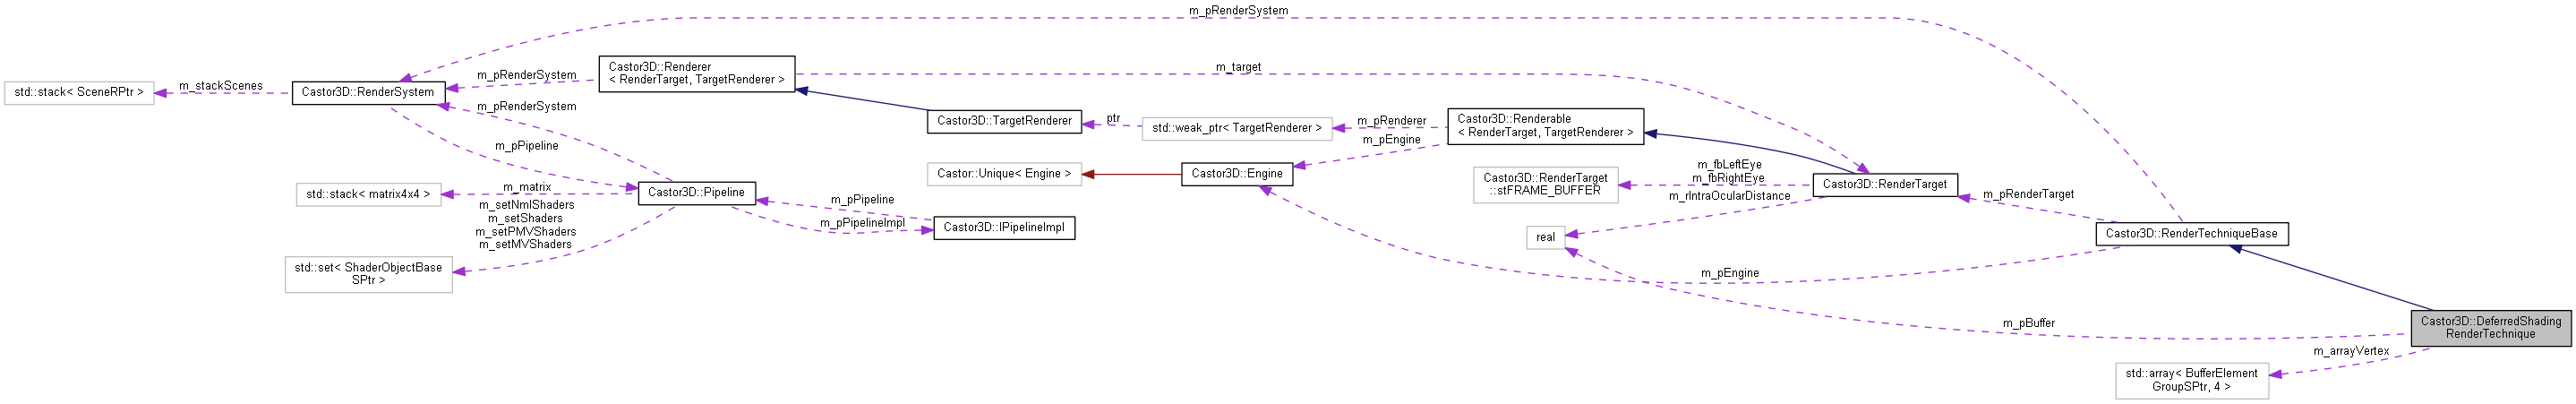 m_pRenderSystem
Castor3D::Renderer
< RenderTarget, TargetRenderer >
m_target
m_pRenderSystem
std::stack< SceneRPtr >
m_stackScenes
Castor3D::RenderSystem
m_pRenderSystem
Castor3D::TargetRenderer
ptr
std::weak_ptr< TargetRenderer >
m_pRenderer
Castor3D::Renderable
< RenderTarget, TargetRenderer >
m_pEngine
m_pPipeline
Castor::Unique< Engine >
Castor3D::Engine
Castor3D::RenderTarget
::stFRAME_BUFFER
m_fbLeftEye
m_fbRightEye
m_rIntraOcularDistance
Castor3D::RenderTarget
m_pRenderTarget
std::stack< matrix4x4 >
m_matrix
Castor3D::Pipeline
m_setNmlShaders
m_setShaders
m_setPMVShaders
m_setMVShaders
m_pPipeline
m_pPipelineImpl
Castor3D::IPipelineImpl
real
Castor3D::RenderTechniqueBase
std::set< ShaderObjectBase
SPtr >
m_pEngine
m_pBuffer
Castor3D::DeferredShading
RenderTechnique
m_arrayVertex
std::array< BufferElement
GroupSPtr, 4 >